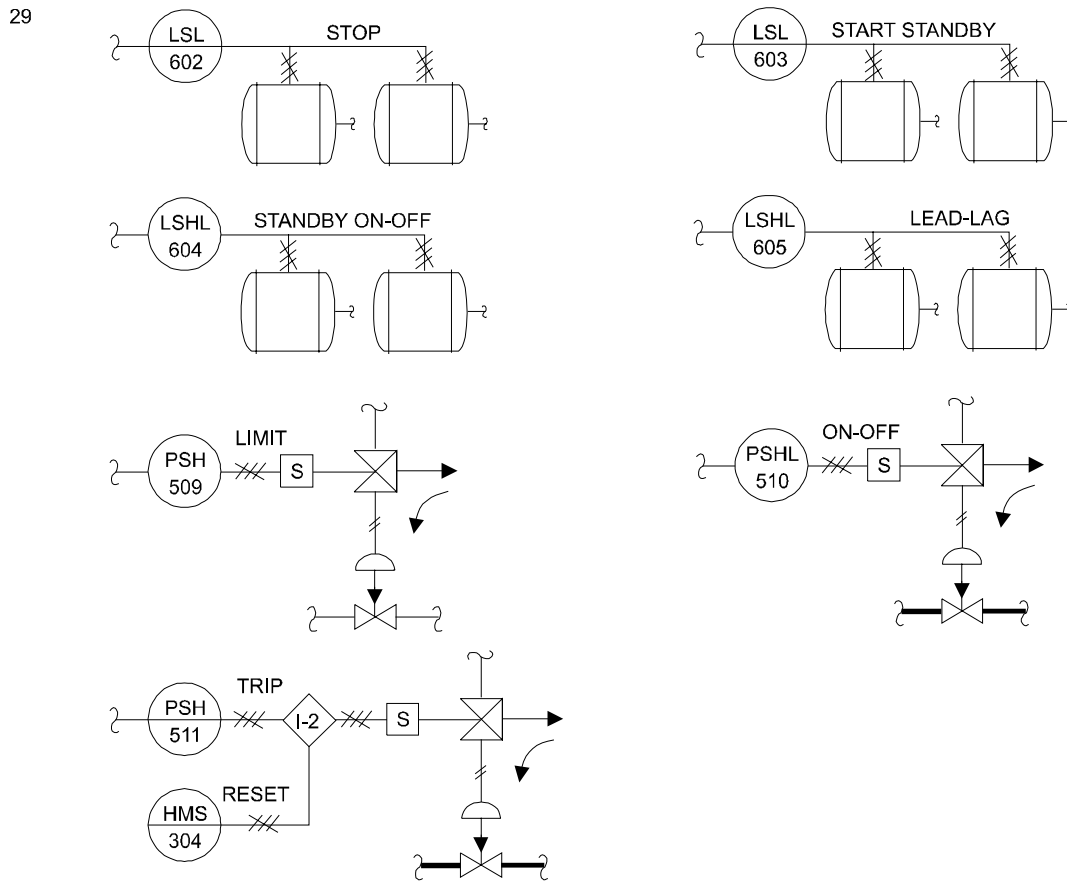 29
LSL STOP
602
LSL START STANDBY
603
LSHL STANDBY ON-OFF
604
LSHL LEAD-LAG
605
LIMIT
PSH S
509
ON-OFF
PSHL S
510
TRIP
PSH I-2 S
511
RESET
HMS
304